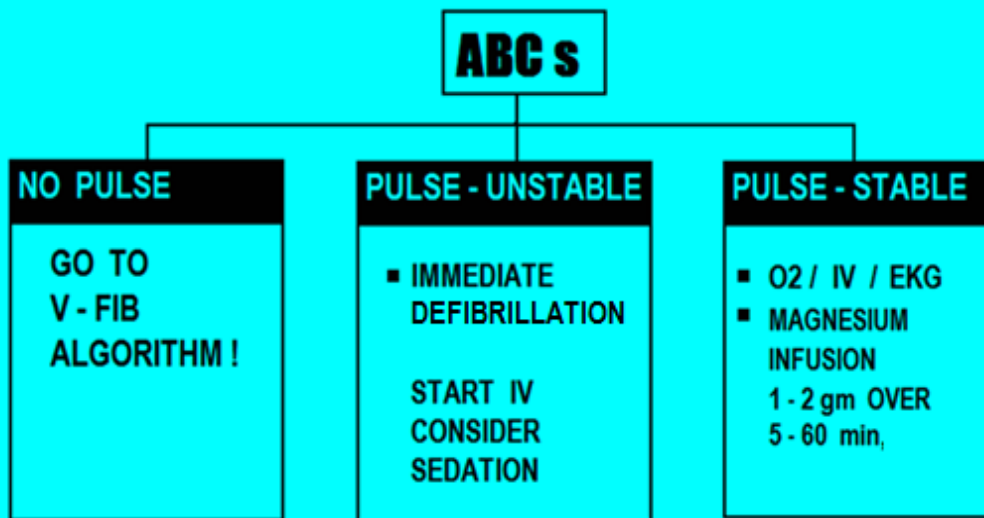 ABC s
NO PULSE
GO TO
V - FIB
ALGORITHM !
PULSE - UNSTABLE
▪ IMMEDIATE
DEFIBRILLATION
START IV
CONSIDER
SEDATION
PULSE - STABLE
▪ O2 / IV / EKG
▪ MAGNESIUM
INFUSION
1 - 2 gm OVER
5 - 60 min,